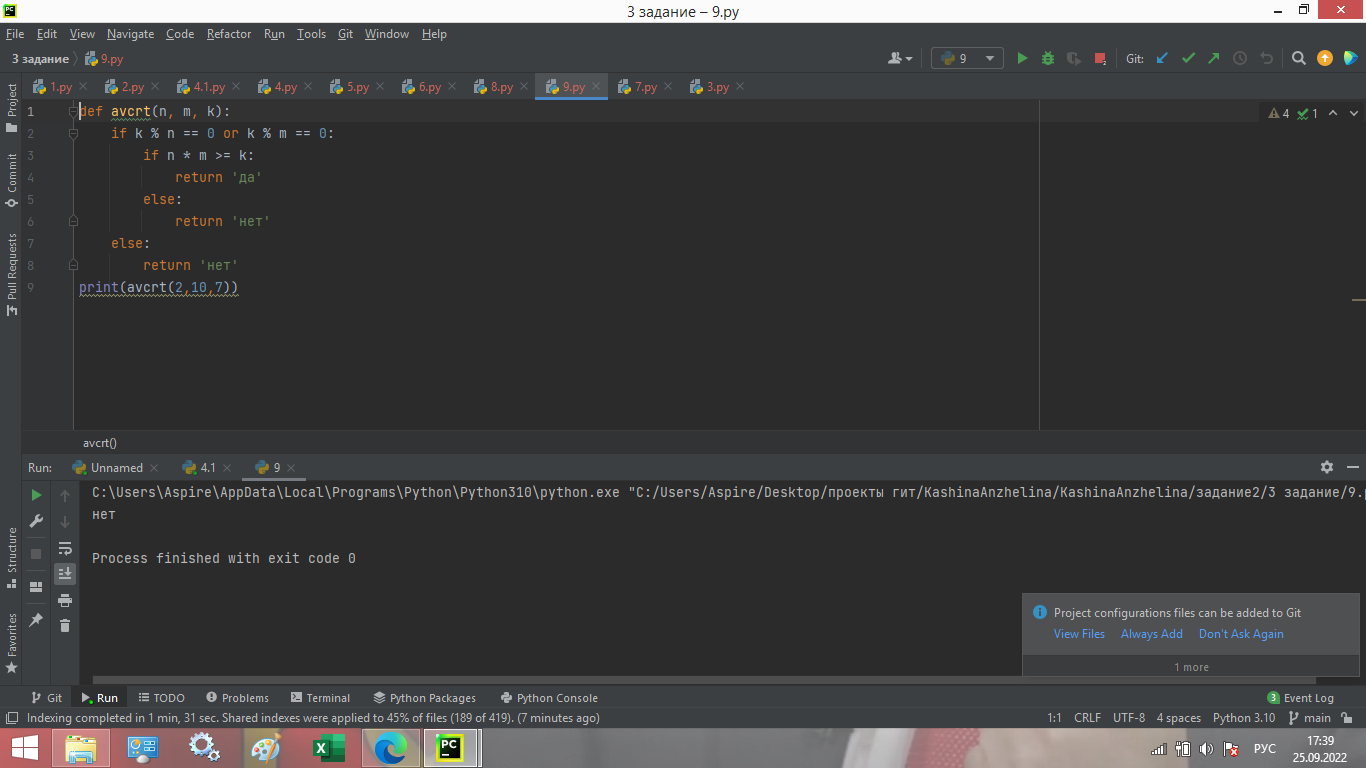 3 задание – 9.py
File Edit View Navigate Code Refactor Run Tools Git Window Help
3 задание 9.py
9
Git:
1.py 2.py 4.1.py 4.py 5.py 6.py 8.py 9.py 7.py 3.py
Project
Commit
Pull Requests
4 1
1 def avcrt(n, m, k):
2 if k % n == 0 or k % m == 0:
3 if n * m >= k:
4 return 'да'
5 else:
6 return 'нет'
7 else:
8 return 'нет'
9 print(avcrt(2,10,7))
avcrt()
Run: Unnamed 4.1 9
C:\Users\Aspire\AppData\Local\Programs\Python\Python310\python.exe "C:/Users/Aspire/Desktop/проекты гит/KashinaAnzhelina/KashinaAnzhelina/задание2/3 задание/9.p
нет
Process finished with exit code 0
Structure
Favorites
Project configurations files can be added to Git
View Files Always Add Don't Ask Again
1 more
Git Run TODO Problems Terminal Python Packages Python Console 3 Event Log
Indexing completed in 1 min, 31 sec. Shared indexes were applied to 45% of files (189 of 419). (7 minutes ago) 1:1 CRLF UTF-8 4 spaces Python 3.10 main
PC
РУС
17:39
25.09.2022